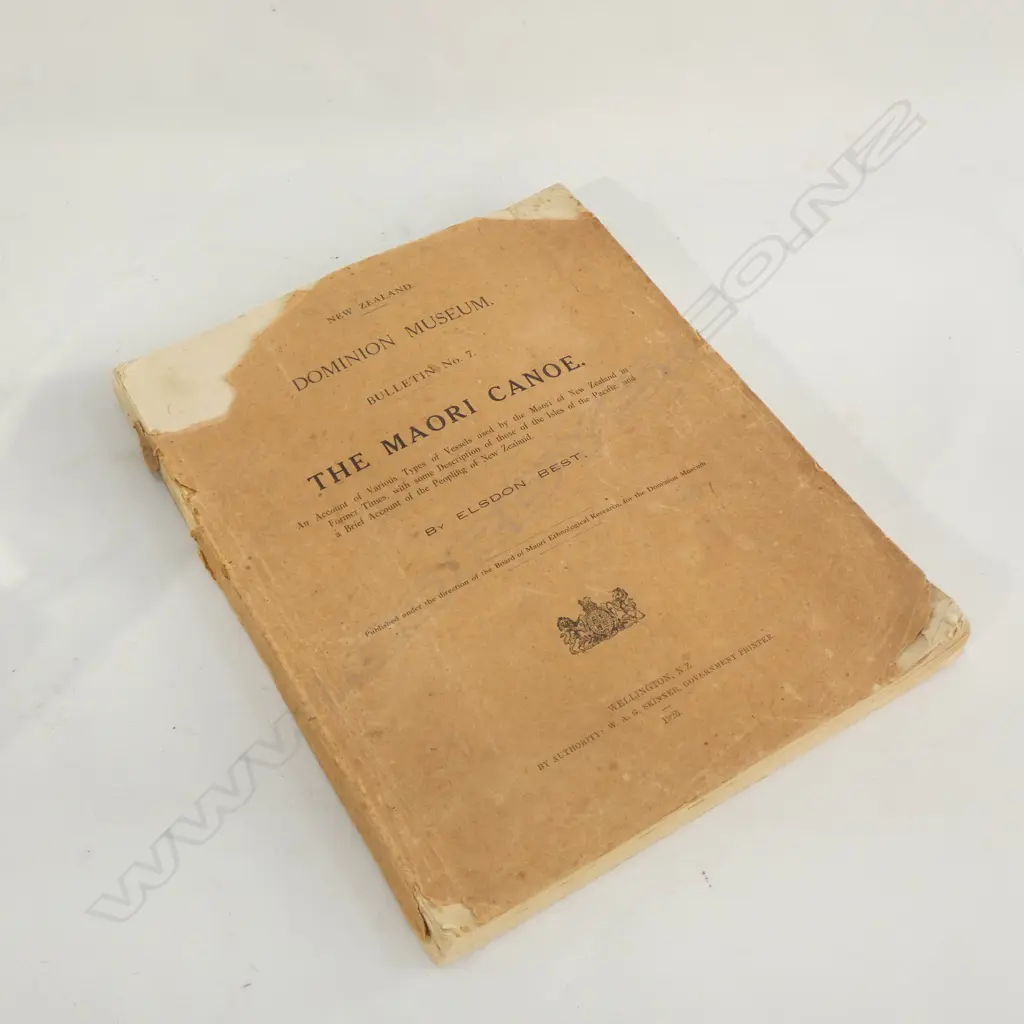 NEW ZEALAND.
DOMINION MUSEUM.
BULLETIN No. 7.
THE MAORI CANOE.
An Account of Various Types of Vessels used by the Maori of New Zealand in
Former Times, with some Description of those of the Isles of the Pacific, and
a Brief Account of the Peopling of New Zealand.
BY ELSDON BEST.
Published under the direction of the Board of Maori Ethnological Research, for the Dominion Museum
WELLINGTON, N.Z.
BY AUTHORITY: W. A. G. SKINNER, GOVERNMENT PRINTER.
1925.